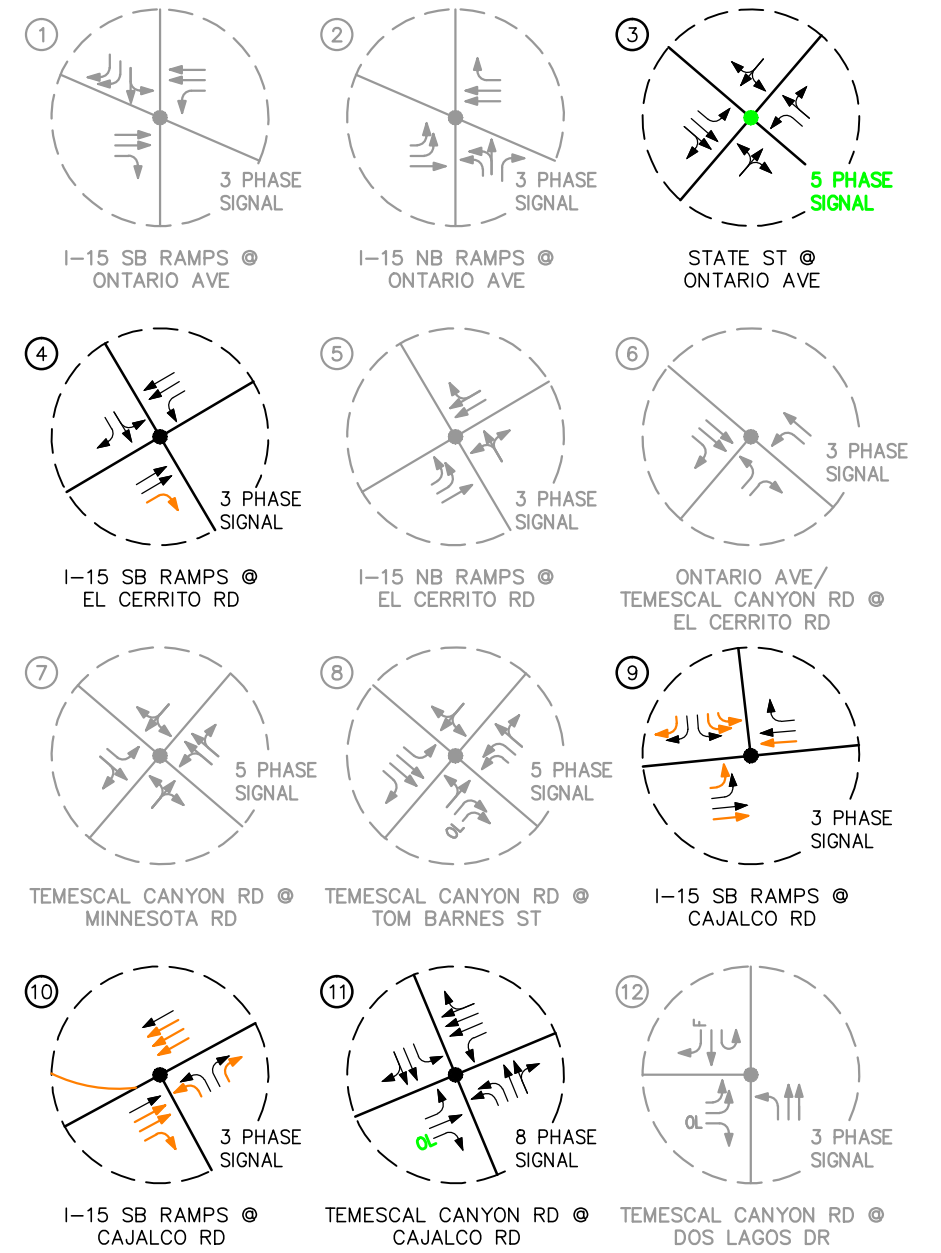 1
3 PHASE
SIGNAL
I-15 SB RAMPS @
ONTARIO AVE
2
3 PHASE
SIGNAL
I-15 NB RAMPS @
ONTARIO AVE
3
5 PHASE
SIGNAL
STATE ST @
ONTARIO AVE
4
3 PHASE
SIGNAL
I-15 SB RAMPS @
EL CERRITO RD
5
3 PHASE
SIGNAL
I-15 NB RAMPS @
EL CERRITO RD
6
3 PHASE
SIGNAL
ONTARIO AVE/
TEMESCAL CANYON RD @
EL CERRITO RD
7
5 PHASE
SIGNAL
TEMESCAL CANYON RD @
MINNESOTA RD
8
OL
5 PHASE
SIGNAL
TEMESCAL CANYON RD @
TOM BARNES ST
9
3 PHASE
SIGNAL
I-15 SB RAMPS @
CAJALCO RD
10
3 PHASE
SIGNAL
I-15 SB RAMPS @
CAJALCO RD
11
OL
8 PHASE
SIGNAL
TEMESCAL CANYON RD @
CAJALCO RD
12
F
OL
3 PHASE
SIGNAL
TEMESCAL CANYON RD @
DOS LAGOS DR